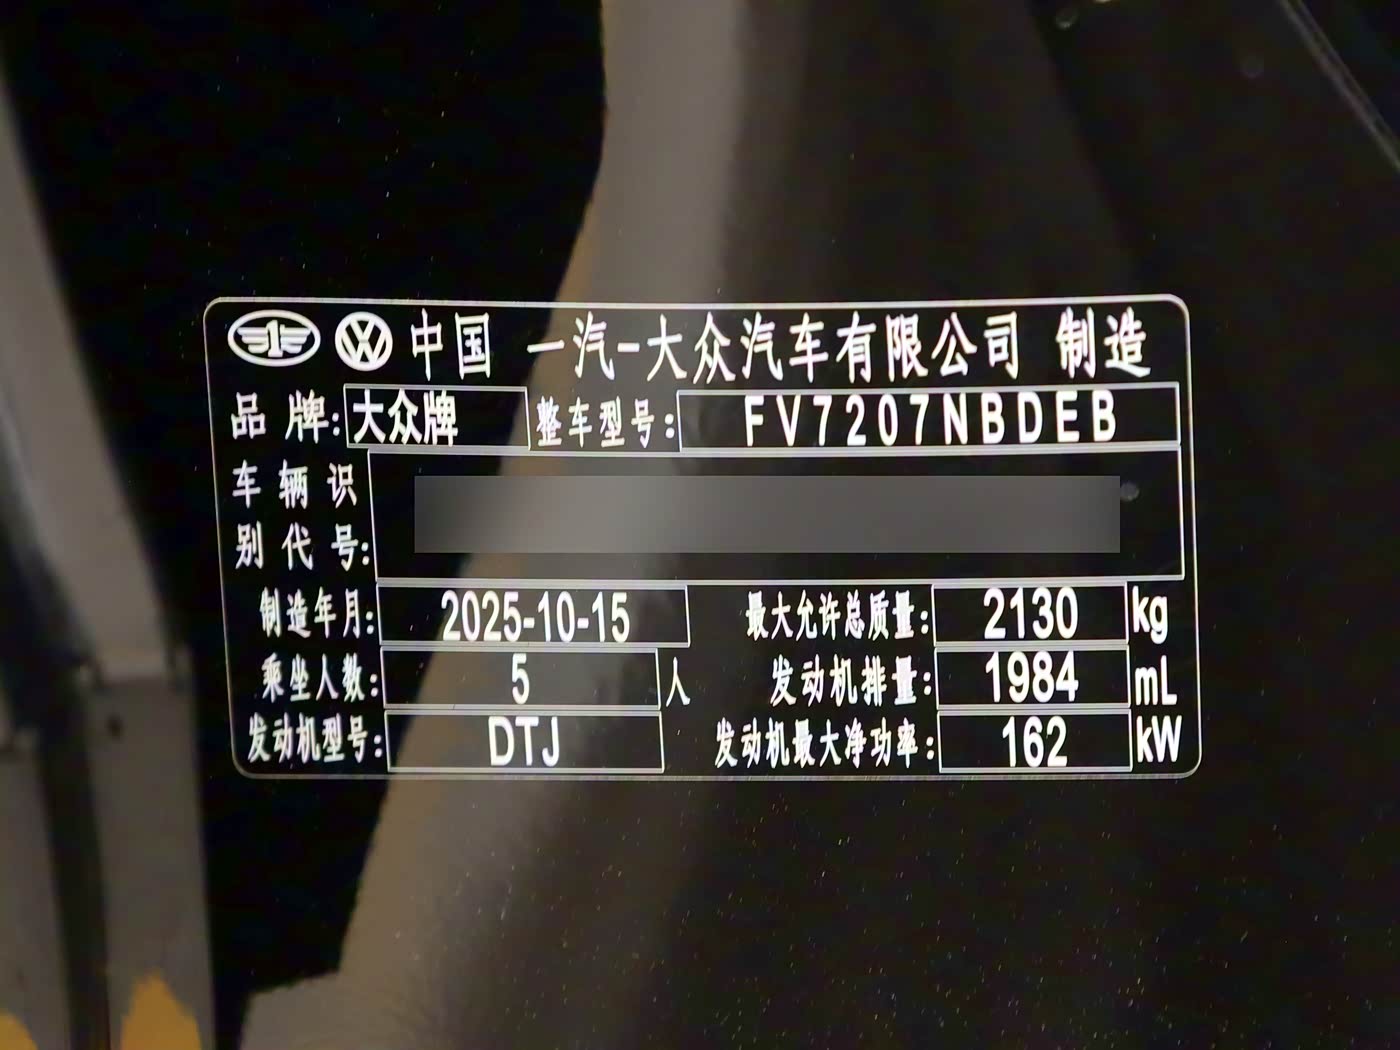 中国 一汽-大众汽车有限公司 制造
品 牌: 大众牌 整车型号: FV7207NBDEB
车 辆 识
别 代 号:
制造年月: 2025-10-15 最大允许总质量: 2130 kg
乘坐人数: 5 人 发动机排量: 1984 mL
发动机型号: DTJ 发动机最大净功率: 162 kW